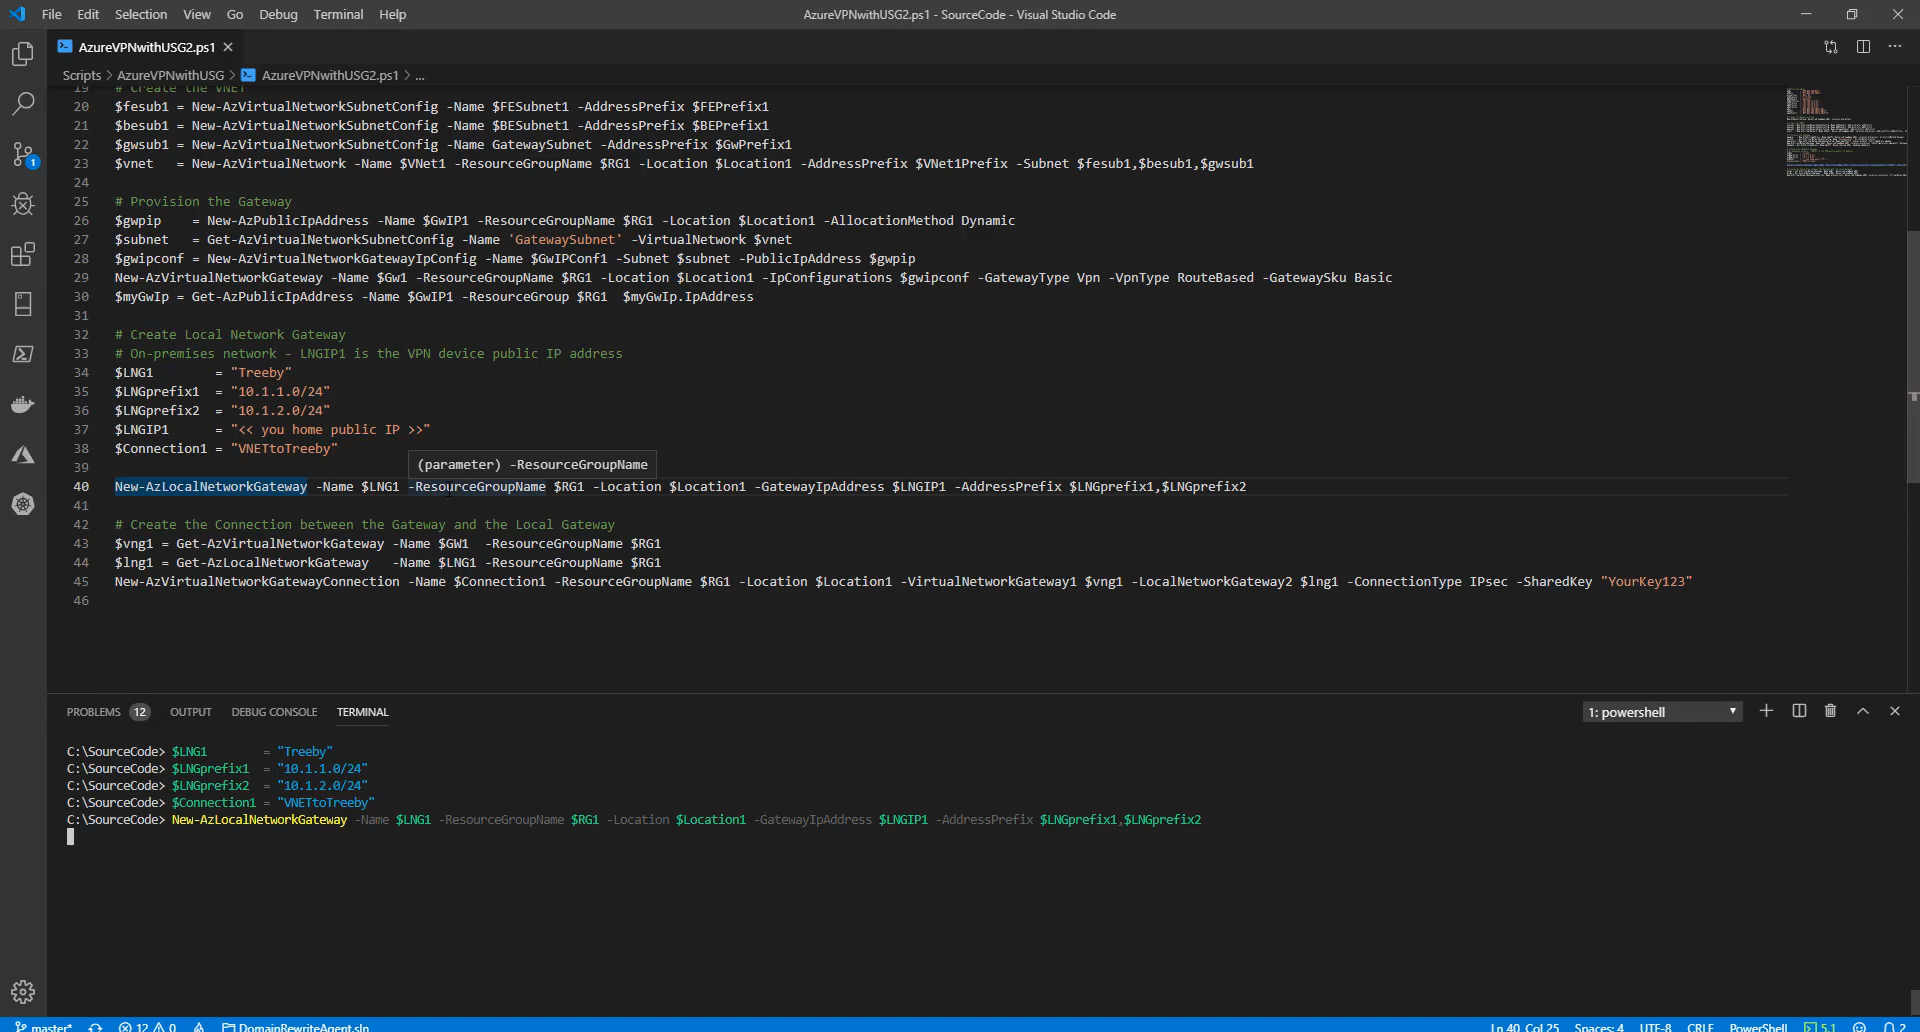 File Edit Selection View Go Debug Terminal Help
AzureVPNwithUSG2.ps1 - SourceCode - Visual Studio Code
AzureVPNwithUSG2.ps1
Scripts > AzureVPNwithUSG > AzureVPNwithUSG2.ps1 > ...
19 # Create the VNET
20 $fesub1 = New-AzVirtualNetworkSubnetConfig -Name $FESubnet1 -AddressPrefix $FEPrefix1
21 $besub1 = New-AzVirtualNetworkSubnetConfig -Name $BESubnet1 -AddressPrefix $BEPrefix1
22 $gwsub1 = New-AzVirtualNetworkSubnetConfig -Name GatewaySubnet -AddressPrefix $GwPrefix1
23 $vnet   = New-AzVirtualNetwork -Name $VNet1 -ResourceGroupName $RG1 -Location $Location1 -AddressPrefix $VNet1Prefix -Subnet $fesub1,$besub1,$gwsub1
24
25 # Provision the Gateway
26 $gwpip    = New-AzPublicIpAddress -Name $GwIP1 -ResourceGroupName $RG1 -Location $Location1 -AllocationMethod Dynamic
27 $subnet   = Get-AzVirtualNetworkSubnetConfig -Name 'GatewaySubnet' -VirtualNetwork $vnet
28 $gwipconf = New-AzVirtualNetworkGatewayIpConfig -Name $GwIPConf1 -Subnet $subnet -PublicIpAddress $gwpip
29 New-AzVirtualNetworkGateway -Name $Gw1 -ResourceGroupName $RG1 -Location $Location1 -IpConfigurations $gwipconf -GatewayType Vpn -VpnType RouteBased -GatewaySku Basic
30 $myGwIp = Get-AzPublicIpAddress -Name $GwIP1 -ResourceGroup $RG1  $myGwIp.IpAddress
31
32 # Create Local Network Gateway
33 # On-premises network - LNGIP1 is the VPN device public IP address
34 $LNG1        = "Treeby"
35 $LNGprefix1  = "10.1.1.0/24"
36 $LNGprefix2  = "10.1.2.0/24"
37 $LNGIP1      = "<< you home public IP >>"
38 $Connection1 = "VNETtoTreeby"
39
(parameter) -ResourceGroupName
40 New-AzLocalNetworkGateway -Name $LNG1 -ResourceGroupName $RG1 -Location $Location1 -GatewayIpAddress $LNGIP1 -AddressPrefix $LNGprefix1,$LNGprefix2
41
42 # Create the Connection between the Gateway and the Local Gateway
43 $vng1 = Get-AzVirtualNetworkGateway -Name $GW1  -ResourceGroupName $RG1
44 $lng1 = Get-AzLocalNetworkGateway   -Name $LNG1 -ResourceGroupName $RG1
45 New-AzVirtualNetworkGatewayConnection -Name $Connection1 -ResourceGroupName $RG1 -Location $Location1 -VirtualNetworkGateway1 $vng1 -LocalNetworkGateway2 $lng1 -ConnectionType IPsec -SharedKey "YourKey123"
46
1
PROBLEMS 12 OUTPUT DEBUG CONSOLE TERMINAL
1: powershell
C:\SourceCode> $LNG1        = "Treeby"
C:\SourceCode> $LNGprefix1  = "10.1.1.0/24"
C:\SourceCode> $LNGprefix2  = "10.1.2.0/24"
C:\SourceCode> $Connection1 = "VNETtoTreeby"
C:\SourceCode> New-AzLocalNetworkGateway -Name $LNG1 -ResourceGroupName $RG1 -Location $Location1 -GatewayIpAddress $LNGIP1 -AddressPrefix $LNGprefix1,$LNGprefix2
master* 12 0 DomainRewriteAgent.sln
Ln 40, Col 25 Spaces: 4 UTF-8 CRLF PowerShell 5.1 2